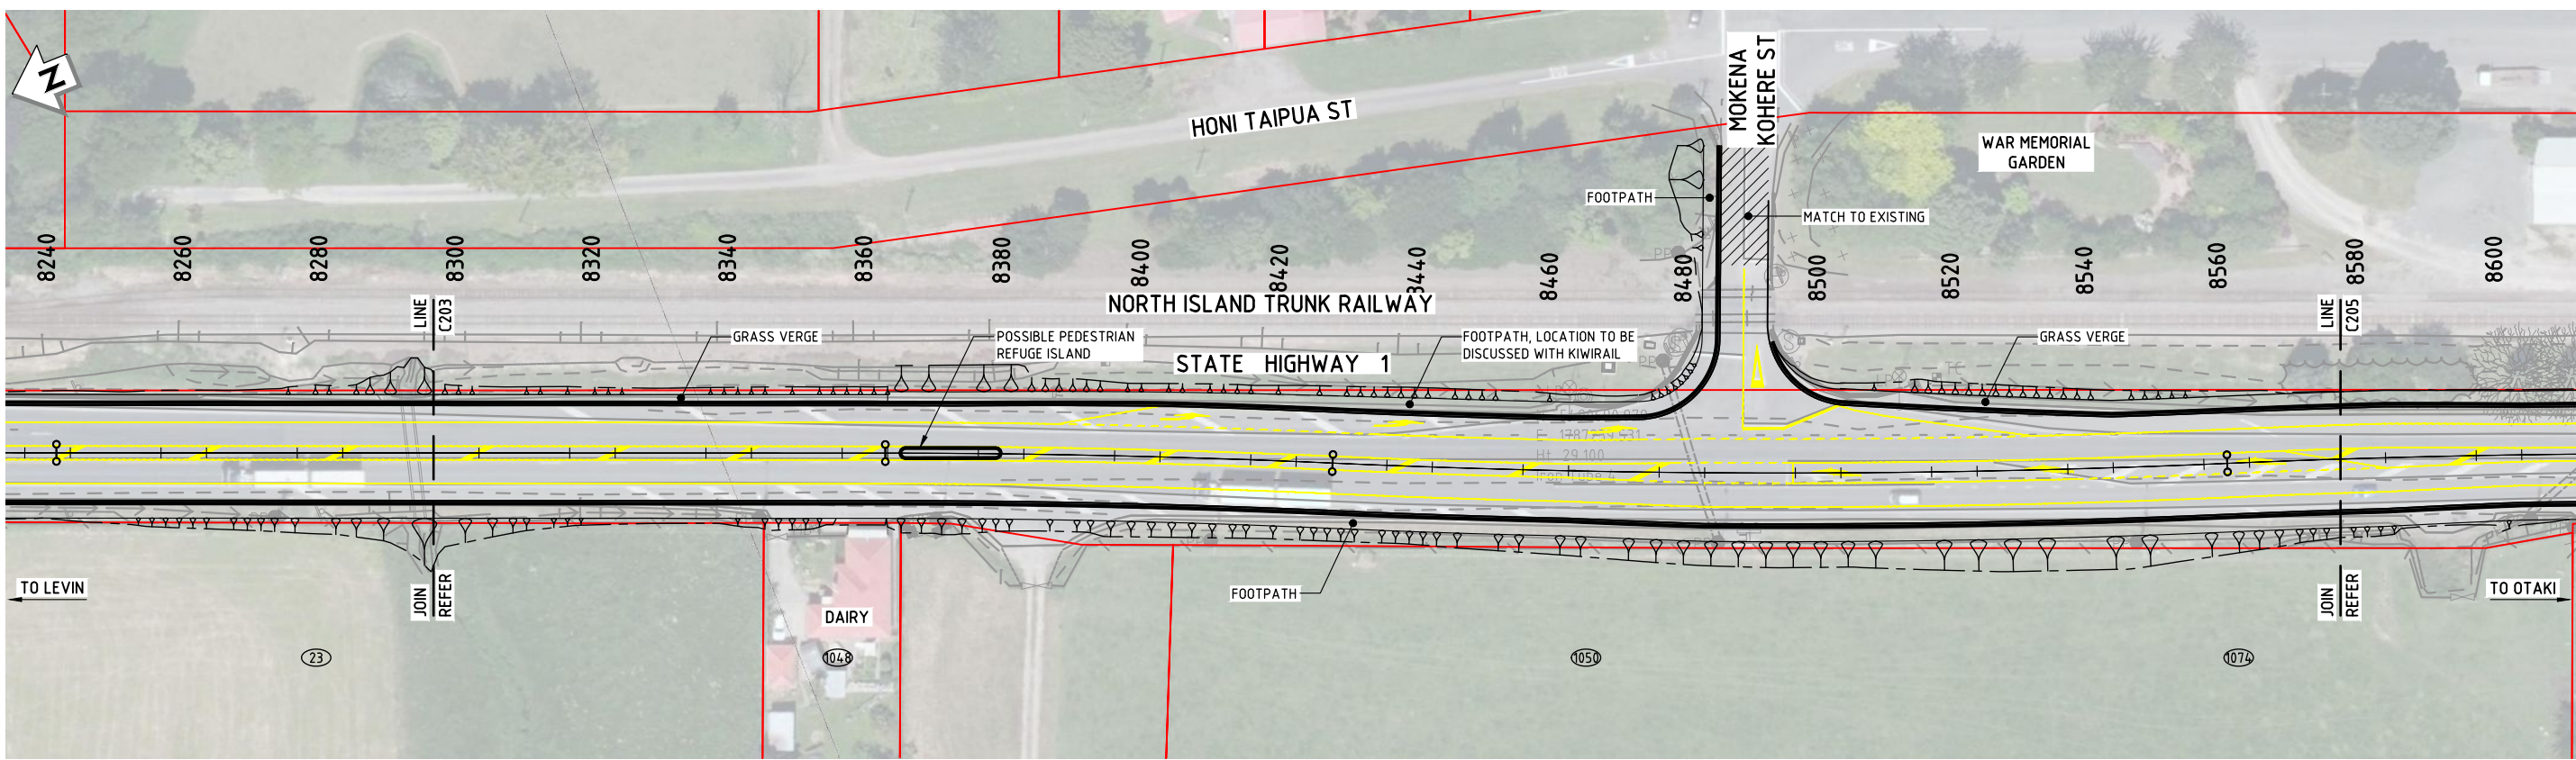 N
HONI TAIPUA ST
MOKENA
KOHERE ST
WAR MEMORIAL
GARDEN
FOOTPATH
MATCH TO EXISTING
8240
8260
8280
8300
8320
8340
8360
8380
8400
8420
8440
8460
8480
8500
8520
8540
8560
8580
8600
NORTH ISLAND TRUNK RAILWAY
LINE
C203
GRASS VERGE
POSSIBLE PEDESTRIAN
REFUGE ISLAND
STATE HIGHWAY 1
FOOTPATH, LOCATION TO BE
DISCUSSED WITH KIWIRAIL
GRASS VERGE
LINE
C205
Ht 29.100
TO LEVIN
JOIN
REFER
DAIRY
FOOTPATH
JOIN
REFER
TO OTAKI
23
1048
1050
1074